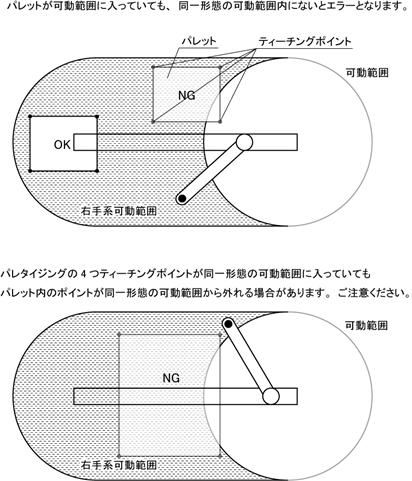 パレットが可動範囲に入っていても、同一形態の可動範囲内にないとエラーとなります。
パレット
ティーチングポイント
可動範囲
NG
OK
右手系可動範囲
パレタイジングの4つティーチングポイントが同一形態の可動範囲に入っていても
パレット内のポイントが同一形態の可動範囲から外れる場合があります。ご注意ください。
可動範囲
NG
右手系可動範囲